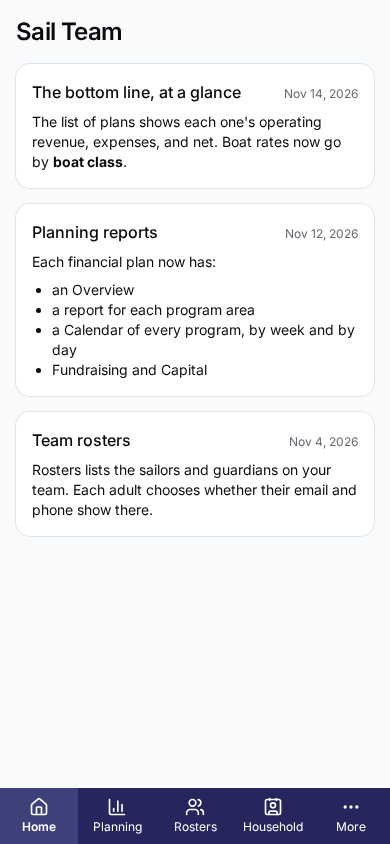 Sail Team
The bottom line, at a glance
Nov 14, 2026
The list of plans shows each one's operating
revenue, expenses, and net. Boat rates now go
by boat class.
Planning reports
Nov 12, 2026
Each financial plan now has:
• an Overview
• a report for each program area
• a Calendar of every program, by week and by
day
• Fundraising and Capital
Team rosters
Nov 4, 2026
Rosters lists the sailors and guardians on your
team. Each adult chooses whether their email and
phone show there.
Home
Planning
Rosters
Household
More